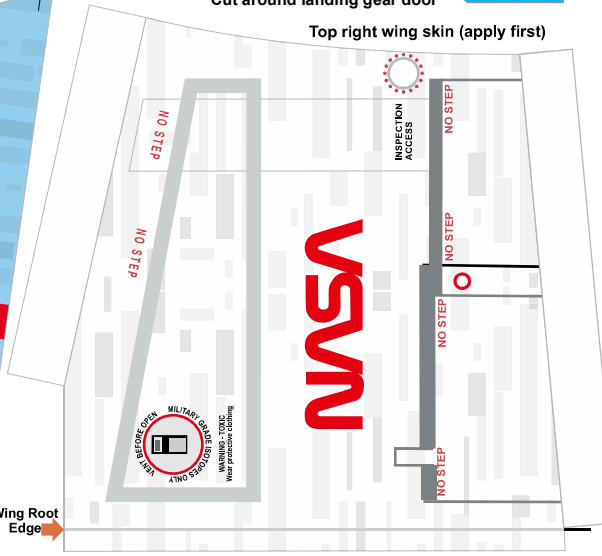 Cut around landing gear door
Top right wing skin (apply first)
NO STEP
NO STEP
INSPECTION
ACCESS
NO STEP
NO STEP
NO STEP
NO STEP
NASA
VENT BEFORE OPEN
MILITARY GRADE ISOTOPES ONLY
WARNING - TOXIC
Wear protective clothing
Wing Root
Edge